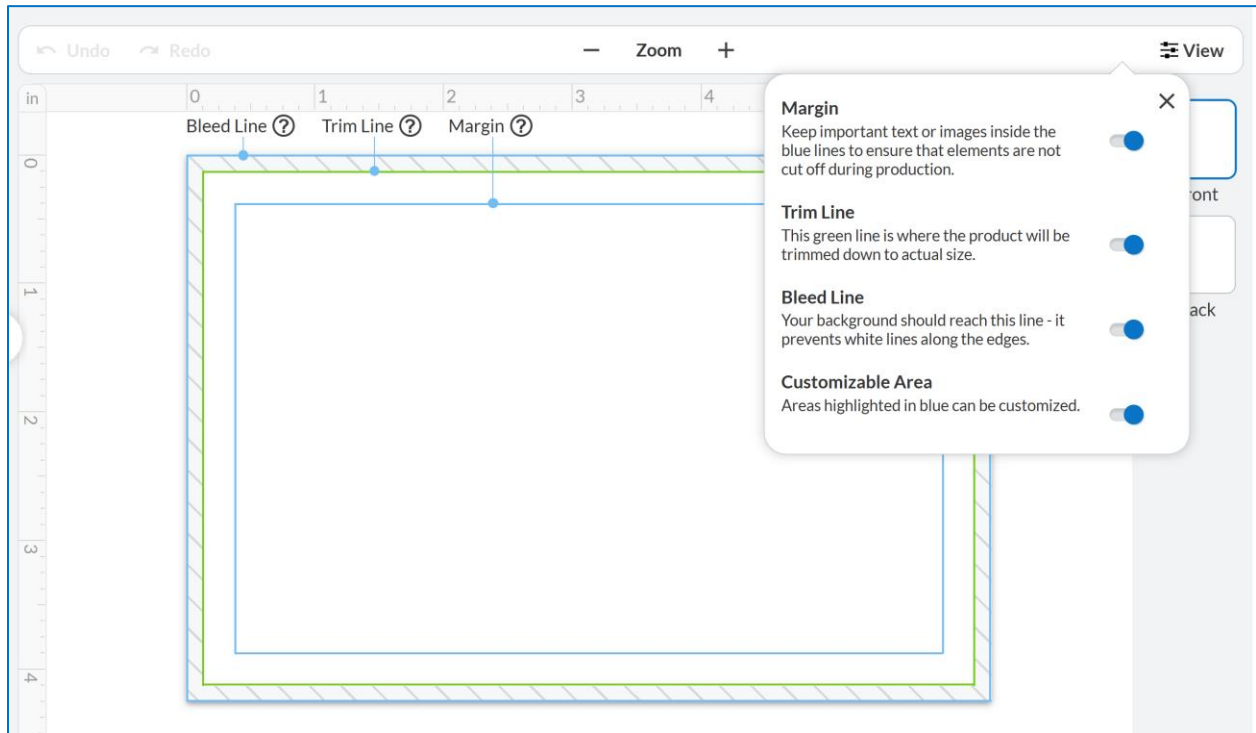 Undo Redo Zoom View
in 0 1 2 3 4
Bleed Line ? Trim Line ? Margin ?
0
1
2
3
4
Margin
Keep important text or images inside the
blue lines to ensure that elements are not
cut off during production.
Trim Line
This green line is where the product will be
trimmed down to actual size.
Bleed Line
Your background should reach this line - it
prevents white lines along the edges.
Customizable Area
Areas highlighted in blue can be customized.
ront
ack